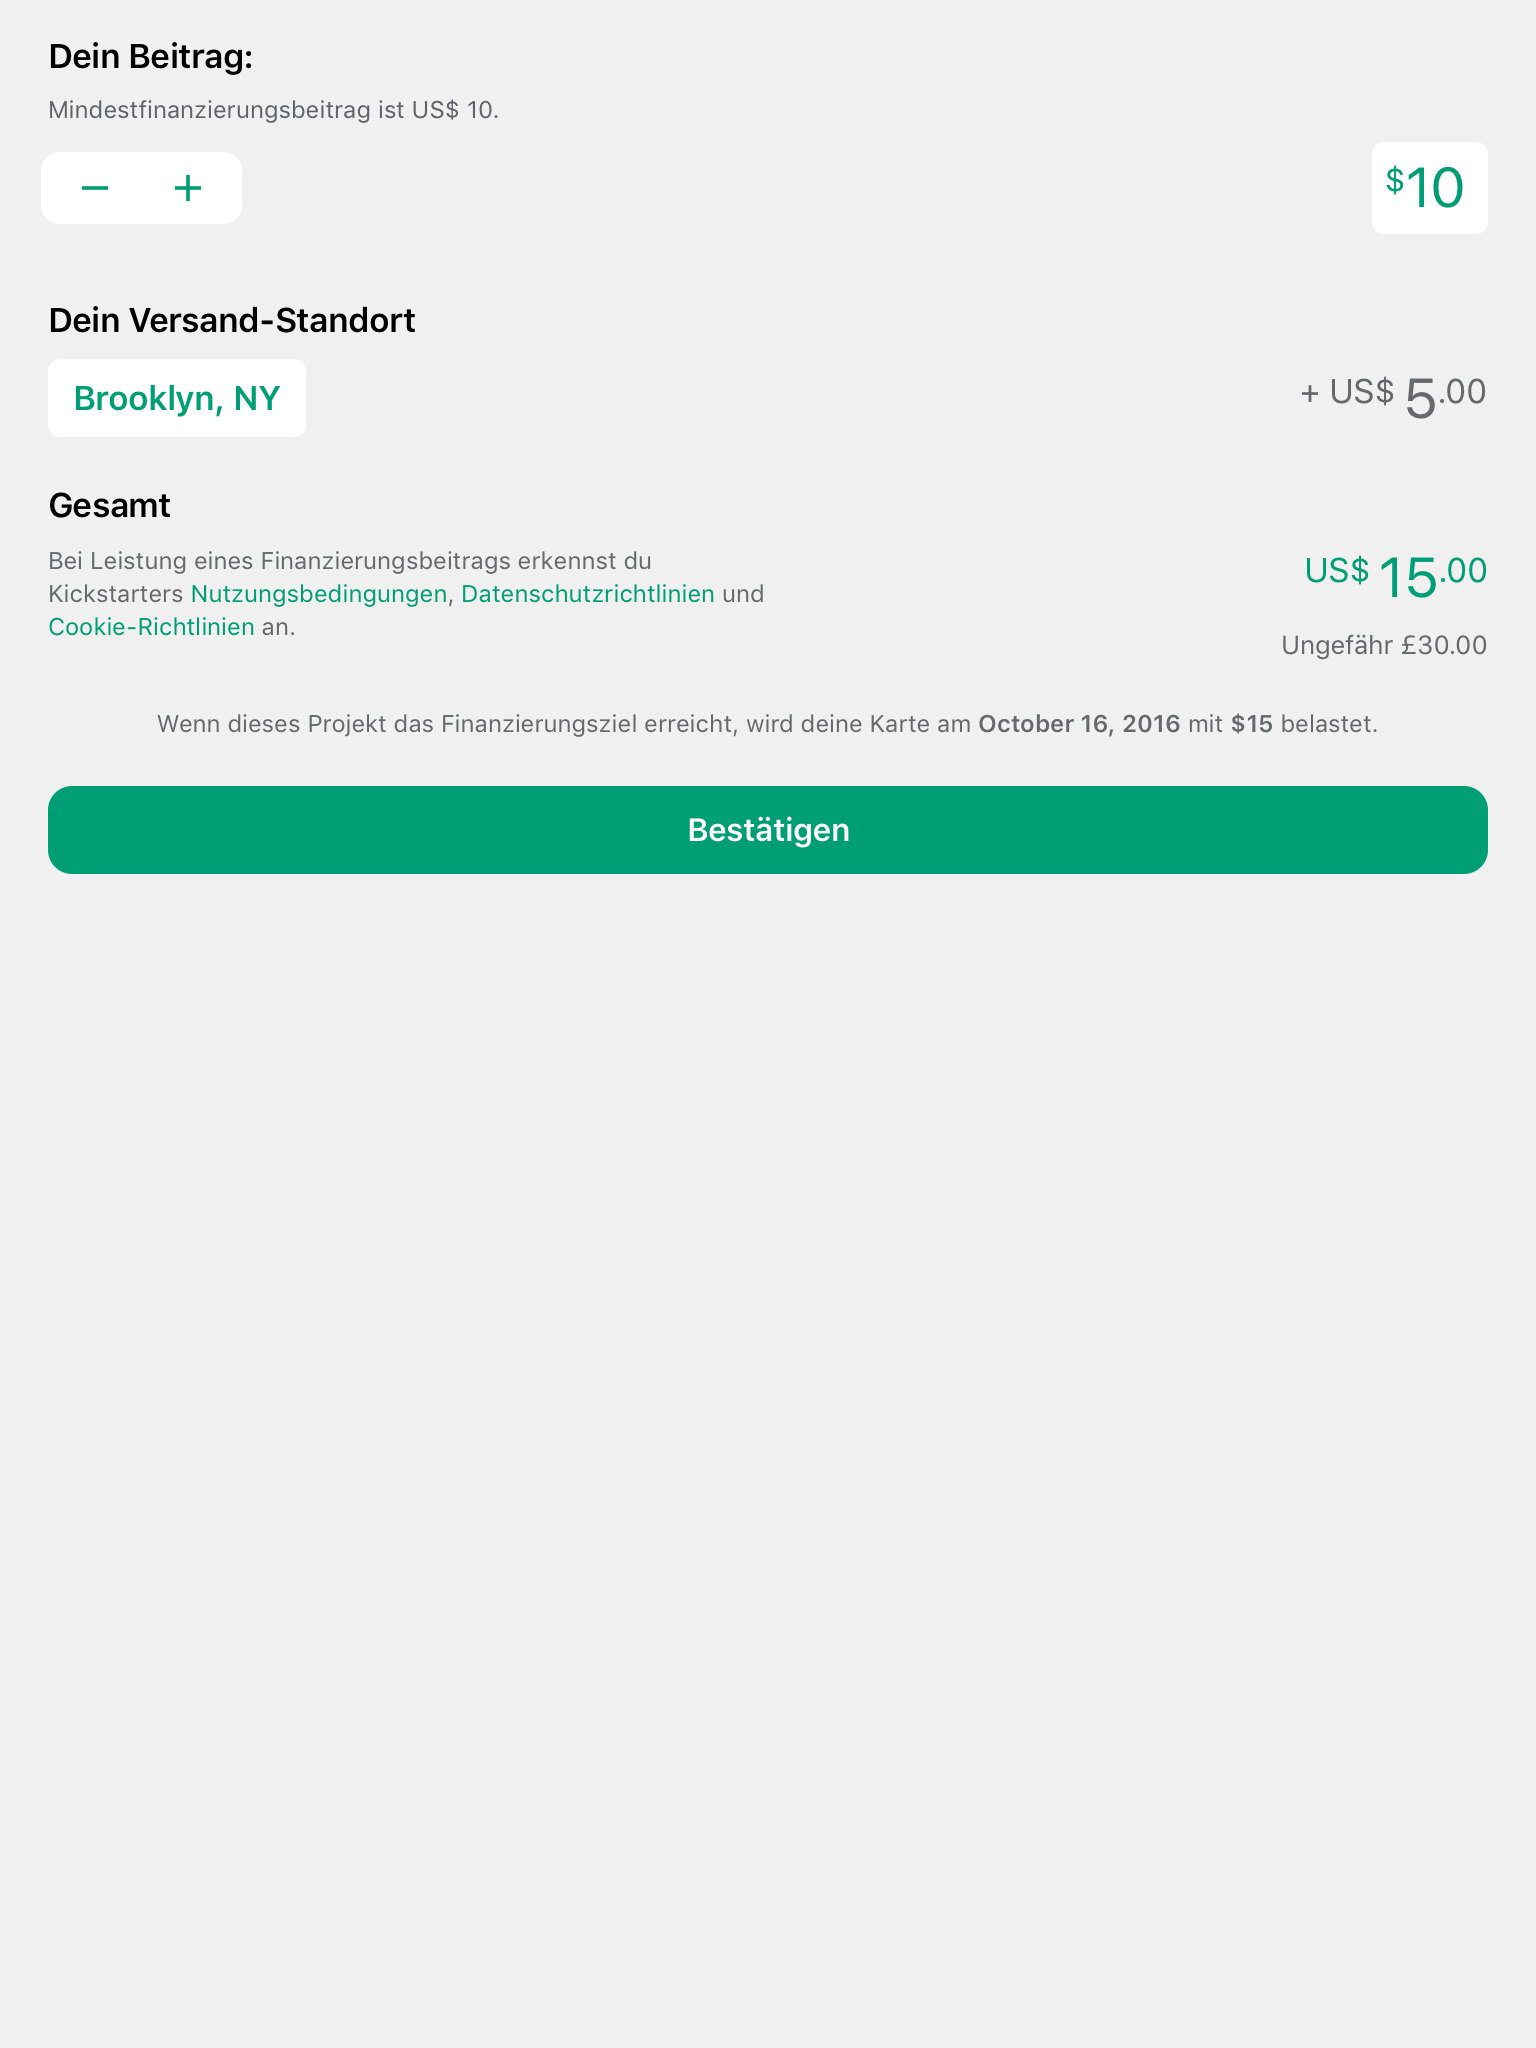 Dein Beitrag:
Mindestfinanzierungsbeitrag ist US$ 10.
$10
Dein Versand-Standort
Brooklyn, NY
+ US$ 5.00
Gesamt
Bei Leistung eines Finanzierungsbeitrags erkennst du
Kickstarters Nutzungsbedingungen, Datenschutzrichtlinien und
Cookie-Richtlinien an.
US$ 15.00
Ungefähr £30.00
Wenn dieses Projekt das Finanzierungsziel erreicht, wird deine Karte am October 16, 2016 mit $15 belastet.
Bestätigen